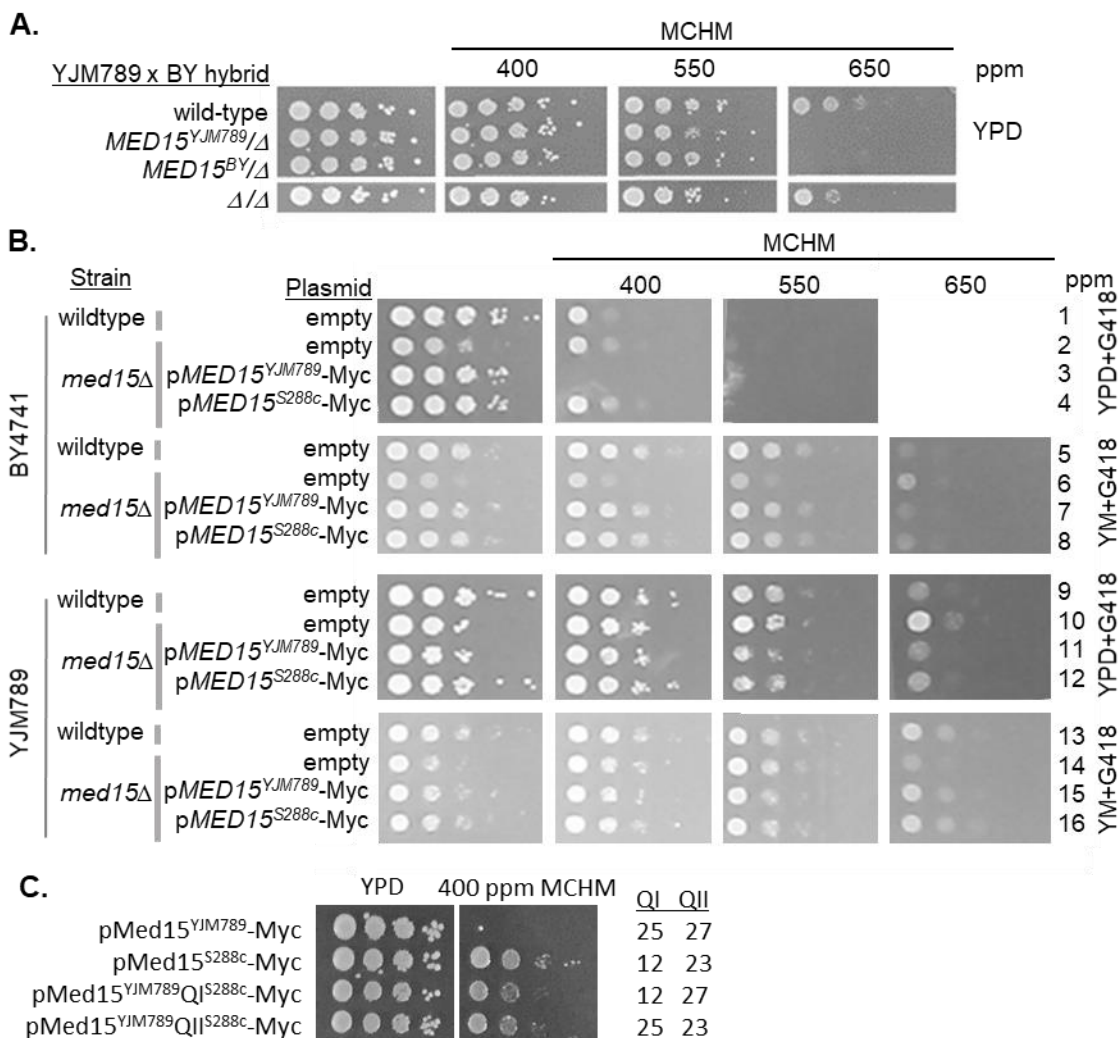 A.
MCHM
YJM789 x BY hybrid
400 550 650 ppm
wild-type
MED15^YJM789/Δ
MED15^BY/Δ
Δ/Δ
YPD
B.
MCHM
Strain
Plasmid
400 550 650 ppm
BY4741
wildtype empty 1
med15Δ empty 2
pMED15^YJM789-Myc 3
pMED15^S288c-Myc 4
YPD+G418
wildtype empty 5
med15Δ empty 6
pMED15^YJM789-Myc 7
pMED15^S288c-Myc 8
YM+G418
YJM789
wildtype empty 9
med15Δ empty 10
pMED15^YJM789-Myc 11
pMED15^S288c-Myc 12
YPD+G418
wildtype empty 13
med15Δ empty 14
pMED15^YJM789-Myc 15
pMED15^S288c-Myc 16
YM+G418
C.
YPD 400 ppm MCHM QI QII
pMed15^YJM789-Myc 25 27
pMed15^S288c-Myc 12 23
pMed15^YJM789QI^S288c-Myc 12 27
pMed15^YJM789QII^S288c-Myc 25 23